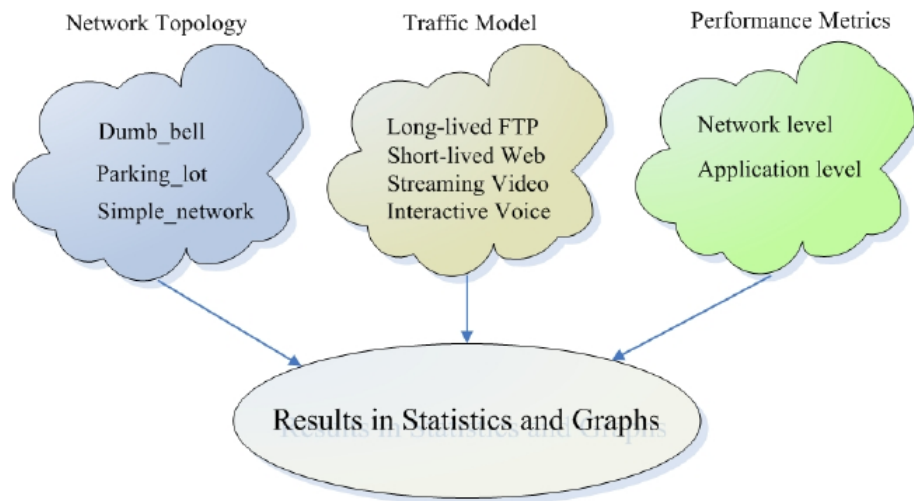 Network Topology
Traffic Model
Performance Metrics
Dumb_bell
Parking_lot
Simple_network
Long-lived FTP
Short-lived Web
Streaming Video
Interactive Voice
Network level
Application level
Results in Statistics and Graphs